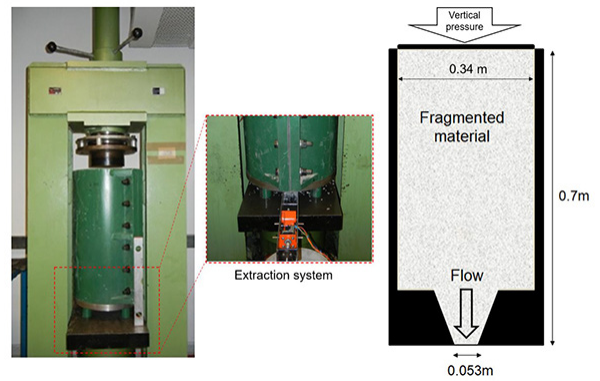 Vertical
pressure
0.34 m
Fragmented
material
0.7m
Extraction system
Flow
0.053m